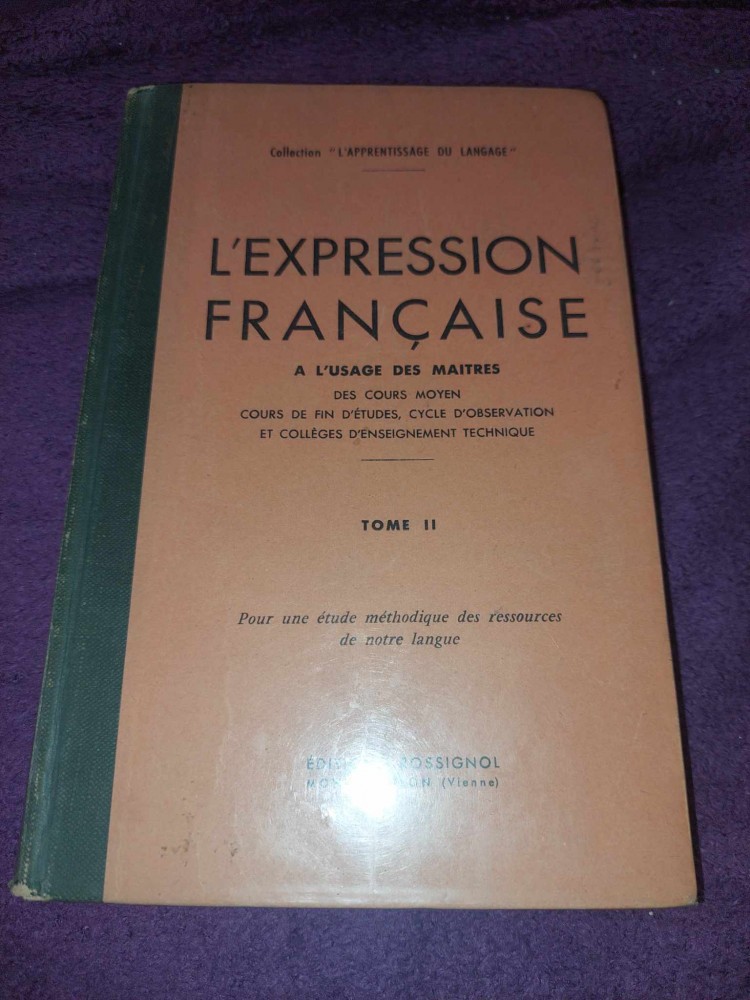 Collection "L'APPRENTISSAGE DU LANGAGE"
L'EXPRESSION
FRANÇAISE
A L'USAGE DES MAITRES
DES COURS MOYEN
COURS DE FIN D'ÉTUDES, CYCLE D'OBSERVATION
ET COLLÈGES D'ENSEIGNEMENT TECHNIQUE
TOME II
Pour une étude méthodique des ressources
de notre langue
ROSSIGNOL
(Vienne)